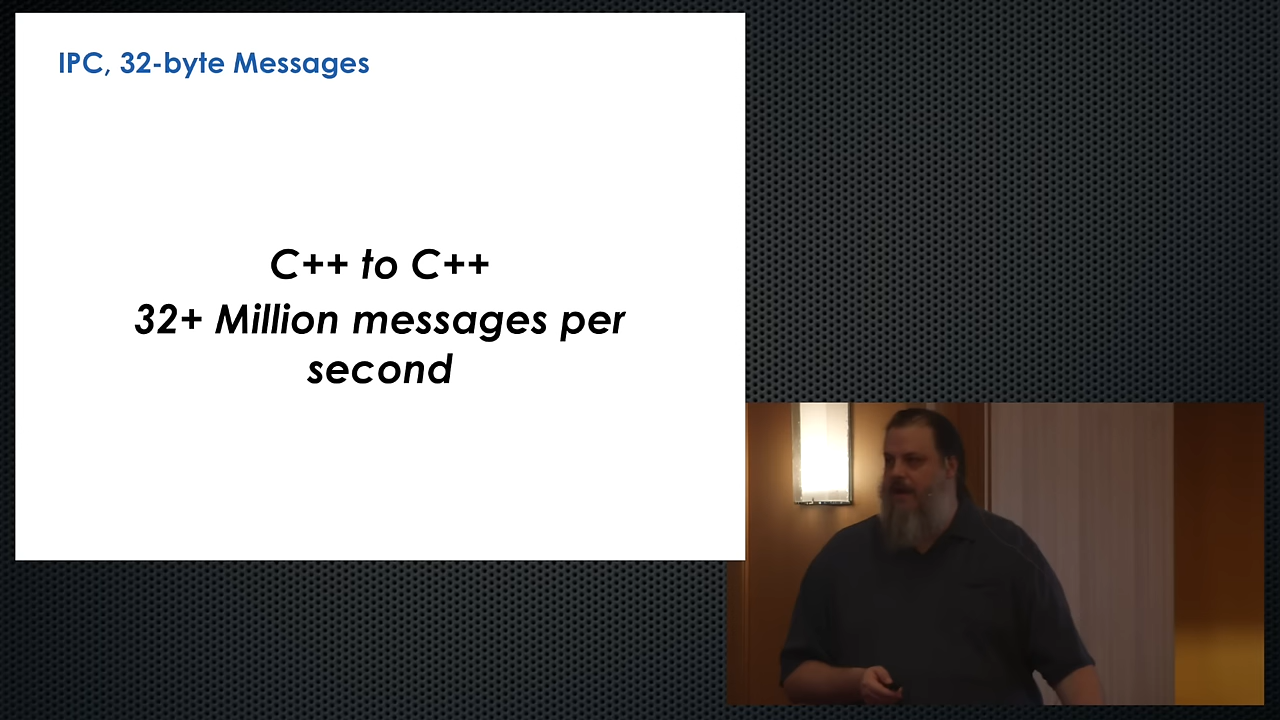 IPC, 32-byte Messages
C++ to C++
32+ Million messages per
second